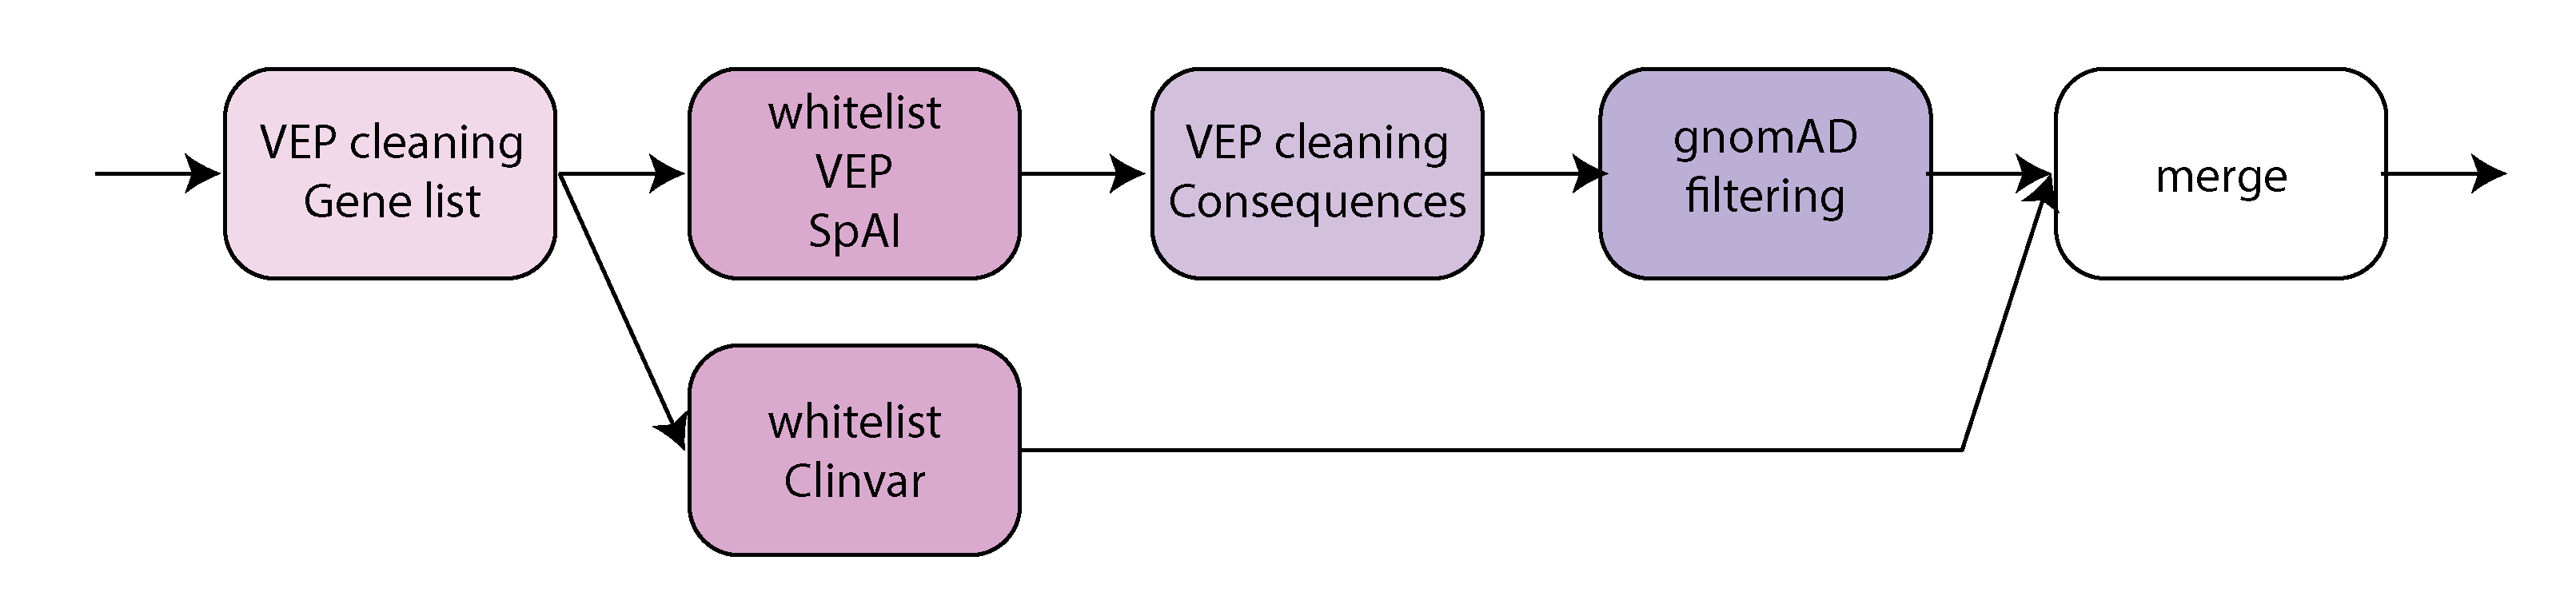 VEP cleaning
Gene list
whitelist
VEP
SpAI
VEP cleaning
Consequences
gnomAD
filtering
merge
whitelist
Clinvar